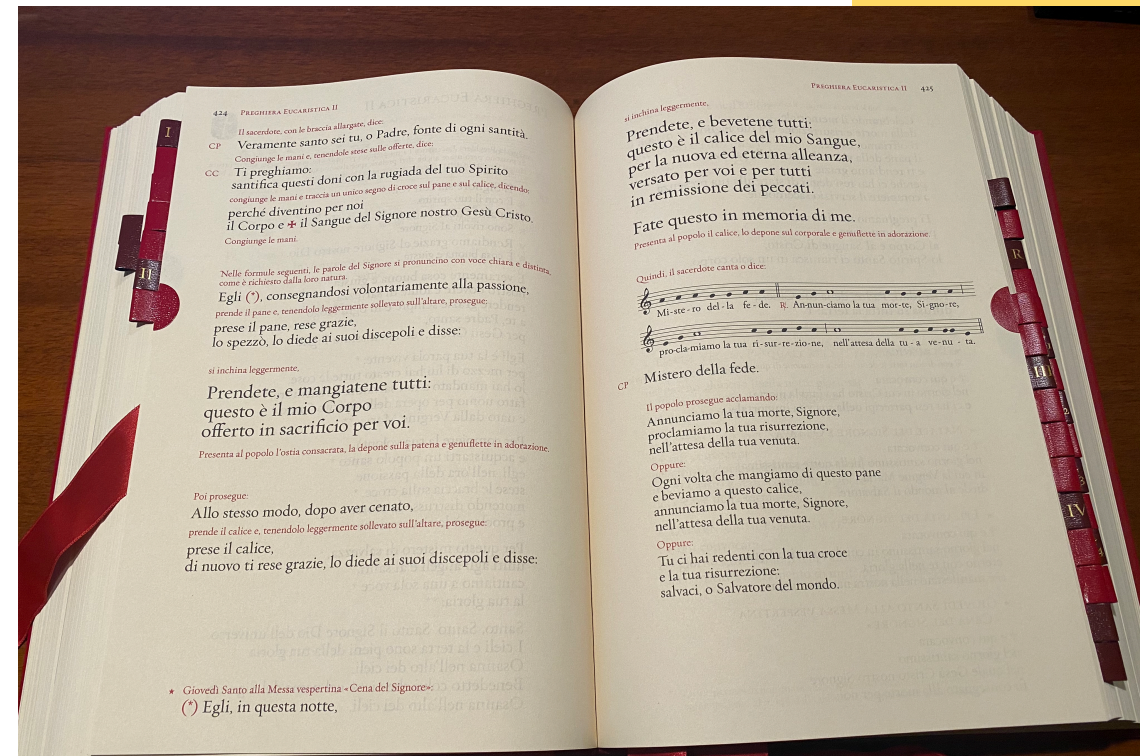 424 PREGHIERA EUCARISTICA II
Il sacerdote, con le braccia allargate, dice:
CP Veramente santo sei tu, o Padre, fonte di ogni santità.
Congiunge le mani e, tenendole stese sulle offerte, dice:
CC Ti preghiamo:
santifica questi doni con la rugiada del tuo Spirito
congiunge le mani e traccia un unico segno di croce sul pane e sul calice, dicendo:
perché diventino per noi
il Corpo e ✠ il Sangue del Signore nostro Gesù Cristo.
Congiunge le mani.
Nelle formule seguenti, le parole del Signore si pronuncino con voce chiara e distinta,
come è richiesto dalla loro natura.
Egli (*), consegnandosi volontariamente alla passione,
prende il pane e, tenendolo leggermente sollevato sull'altare, prosegue:
prese il pane, rese grazie,
lo spezzò, lo diede ai suoi discepoli e disse:
si inchina leggermente,
Prendete, e mangiatene tutti:
questo è il mio Corpo
offerto in sacrificio per voi.
Presenta al popolo l'ostia consacrata, la depone sulla patena e genuflette in adorazione.
Poi prosegue:
Allo stesso modo, dopo aver cenato,
prende il calice e, tenendolo leggermente sollevato sull'altare, prosegue:
prese il calice,
di nuovo ti rese grazie, lo diede ai suoi discepoli e disse:
* Giovedì Santo alla Messa vespertina «Cena del Signore»:
(*) Egli, in questa notte,
I
II
PREGHIERA EUCARISTICA II 425
si inchina leggermente,
Prendete, e bevetene tutti:
questo è il calice del mio Sangue,
per la nuova ed eterna alleanza,
versato per voi e per tutti
in remissione dei peccati.
Fate questo in memoria di me.
Presenta al popolo il calice, lo depone sul corporale e genuflette in adorazione.
Quindi, il sacerdote canta o dice:
Mi-ste-ro del-la fe-de. ℟. An-nun-ciamo la tua mor-te, Si-gno-re,
pro-cla-miamo la tua ri-sur-re-zio-ne, nell'attesa della tu-a ve-nu-ta.
CP Mistero della fede.
Il popolo prosegue acclamando:
Annunciamo la tua morte, Signore,
proclamiamo la tua risurrezione,
nell'attesa della tua venuta.
Oppure:
Ogni volta che mangiamo di questo pane
e beviamo a questo calice,
annunciamo la tua morte, Signore,
nell'attesa della tua venuta.
Oppure:
Tu ci hai redenti con la tua croce
e la tua risurrezione:
salvaci, o Salvatore del mondo.
R
III
2
3
IV
4